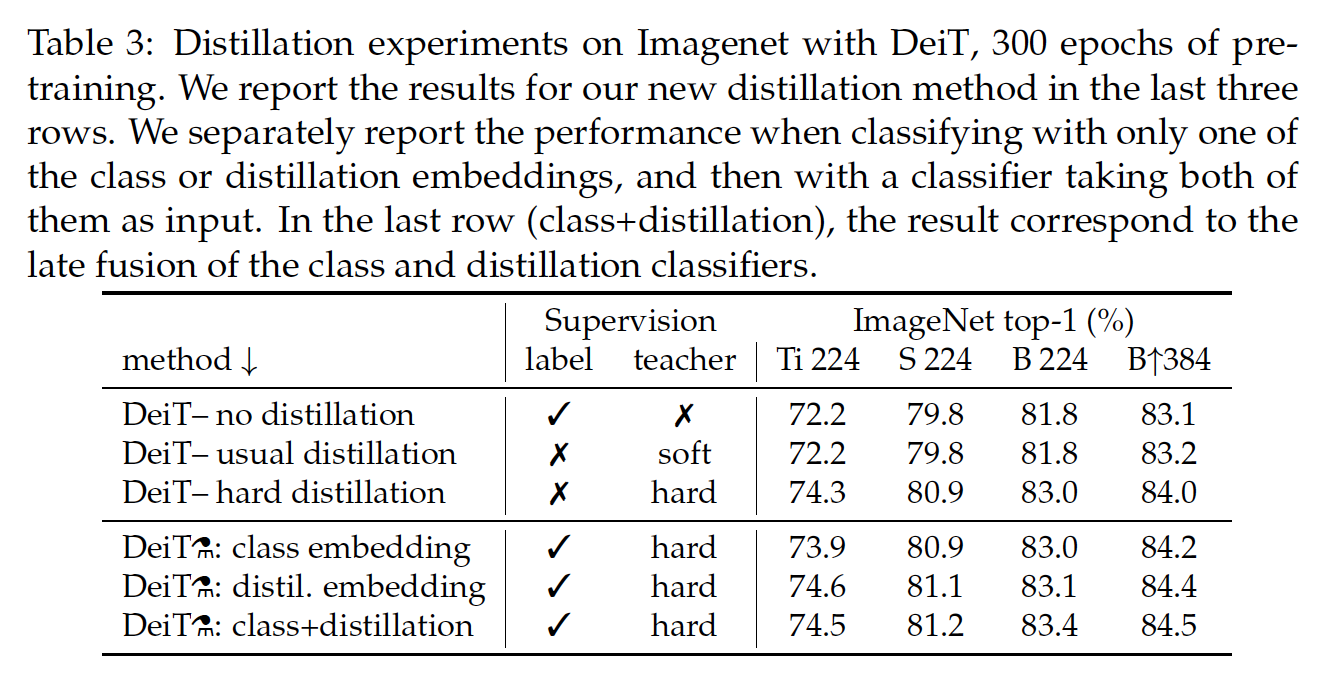 Table 3: Distillation experiments on Imagenet with DeiT, 300 epochs of pre-
training. We report the results for our new distillation method in the last three
rows. We separately report the performance when classifying with only one of
the class or distillation embeddings, and then with a classifier taking both of
them as input. In the last row (class+distillation), the result correspond to the
late fusion of the class and distillation classifiers.
Supervision ImageNet top-1 (%)
method ↓ label teacher Ti 224 S 224 B 224 B↑384
DeiT– no distillation ✓ ✗ 72.2 79.8 81.8 83.1
DeiT– usual distillation ✗ soft 72.2 79.8 81.8 83.2
DeiT– hard distillation ✗ hard 74.3 80.9 83.0 84.0
DeiT⚗: class embedding ✓ hard 73.9 80.9 83.0 84.2
DeiT⚗: distil. embedding ✓ hard 74.6 81.1 83.1 84.4
DeiT⚗: class+distillation ✓ hard 74.5 81.2 83.4 84.5